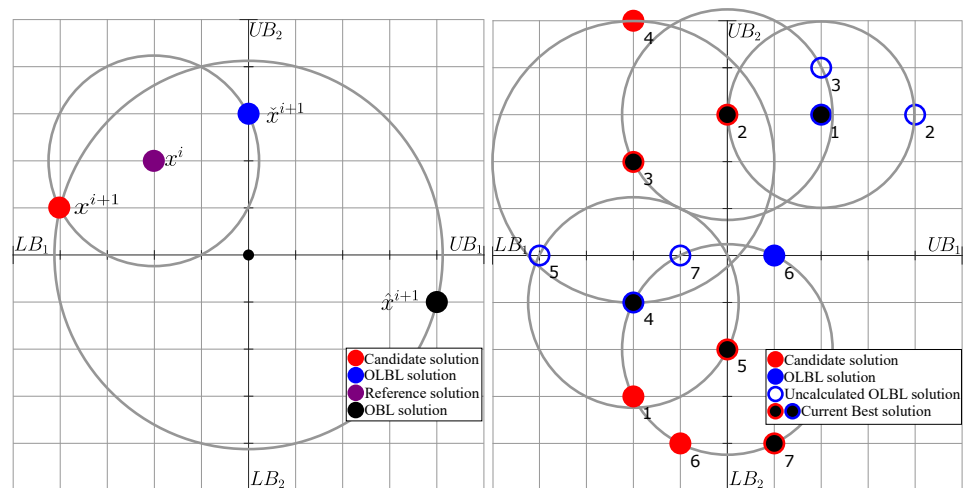 UB₂
x̌ⁱ⁺¹
xⁱ
xⁱ⁺¹
LB₁
UB₁
x̂ⁱ⁺¹
Candidate solution
OLBL solution
Reference solution
OBL solution
LB₂
UB₂
4
3
2
1
2
3
LB₁
UB₁
5
7
6
4
5
1
6
7
Candidate solution
OLBL solution
Uncalculated OLBL solution
Current Best solution
LB₂